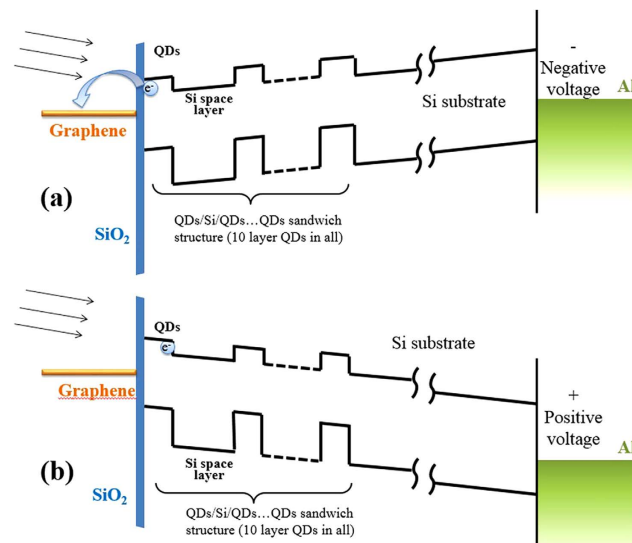 QDs
e-
Si space
layer
Graphene
Si substrate
-
Negative
voltage
Al
(a)
SiO2
QDs/Si/QDs...QDs sandwich
structure (10 layer QDs in all)
QDs
e-
Si substrate
Graphene
+
Positive
voltage
Al
Si space
layer
(b)
SiO2
QDs/Si/QDs...QDs sandwich
structure (10 layer QDs in all)